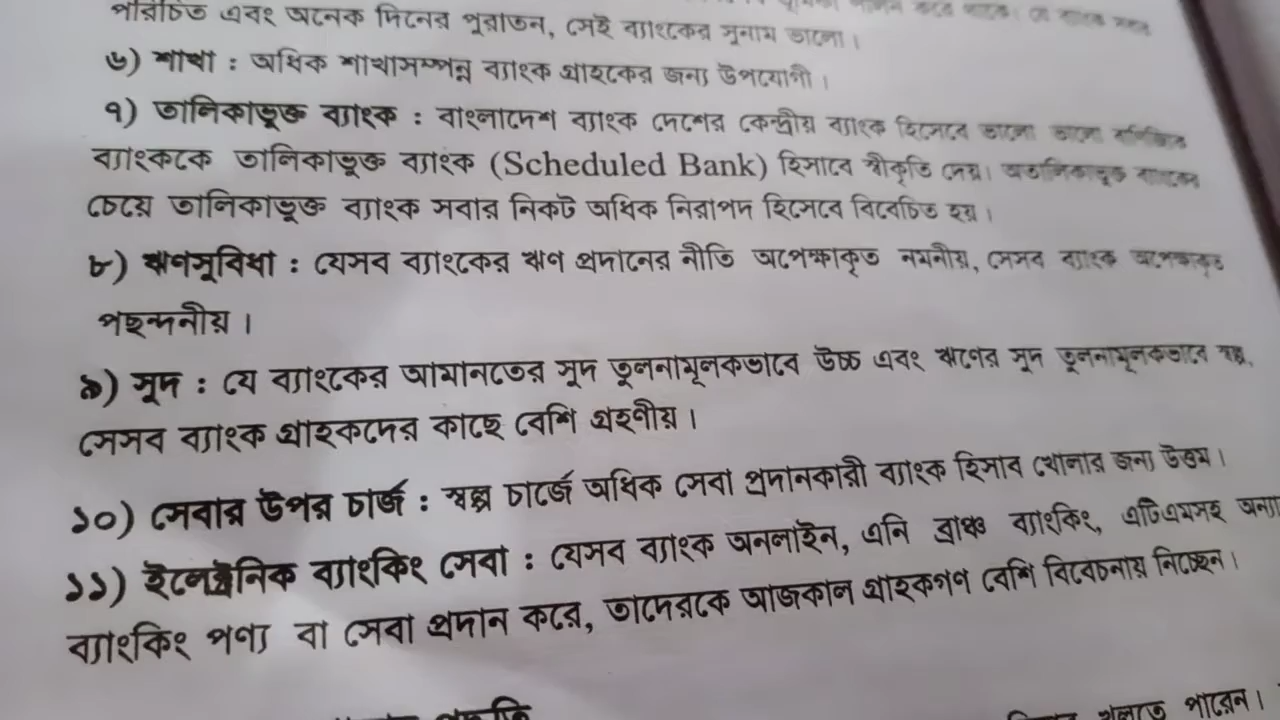 পরিচিত এবং অনেক দিনের পুরাতন, সেই ব্যাংকের সুনাম ভালো।
৬) শাখা : অধিক শাখাসম্পন্ন ব্যাংক গ্রাহকের জন্য উপযোগী।
৭) তালিকাভুক্ত ব্যাংক : বাংলাদেশ ব্যাংক দেশের কেন্দ্রীয় ব্যাংক হিসেবে ভালো ভালো বাণিজ্যিক
ব্যাংককে তালিকাভুক্ত ব্যাংক (Scheduled Bank) হিসাবে স্বীকৃতি দেয়। অতালিকাভুক্ত ব্যাংকের
চেয়ে তালিকাভুক্ত ব্যাংক সবার নিকট অধিক নিরাপদ হিসেবে বিবেচিত হয়।
৮) ঋণসুবিধা : যেসব ব্যাংকের ঋণ প্রদানের নীতি অপেক্ষাকৃত নমনীয়, সেসব ব্যাংক অপেক্ষাকৃত
পছন্দনীয়।
৯) সুদ : যে ব্যাংকের আমানতের সুদ তুলনামূলকভাবে উচ্চ এবং ঋণের সুদ তুলনামূলকভাবে স্বল্প,
সেসব ব্যাংক গ্রাহকদের কাছে বেশি গ্রহণীয়।
১০) সেবার উপর চার্জ : স্বল্প চার্জে অধিক সেবা প্রদানকারী ব্যাংক হিসাব খোলার জন্য উত্তম।
১১) ইলেক্ট্রনিক ব্যাংকিং সেবা : যেসব ব্যাংক অনলাইন, এনি ব্রাঞ্চ ব্যাংকিং, এটিএমসহ অন্যা
ব্যাংকিং পণ্য বা সেবা প্রদান করে, তাদেরকে আজকাল গ্রাহকগণ বেশি বিবেচনায় নিচ্ছেন।
পদ্ধতি
খুলতে পারেন।